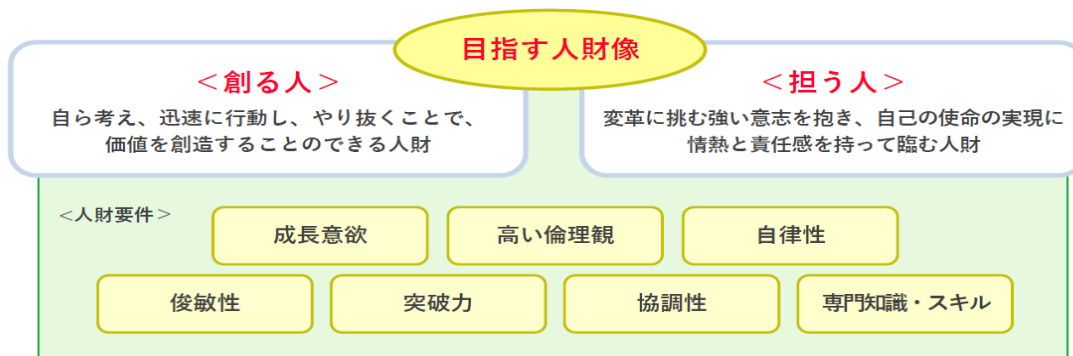 目指す人財像
＜創る人＞
自ら考え、迅速に行動し、やり抜くことで、
価値を創造することのできる人財
＜担う人＞
変革に挑む強い意志を抱き、自己の使命の実現に
情熱と責任感を持って臨む人財
＜人財要件＞
成長意欲
高い倫理観
自律性
俊敏性
突破力
協調性
専門知識・スキル